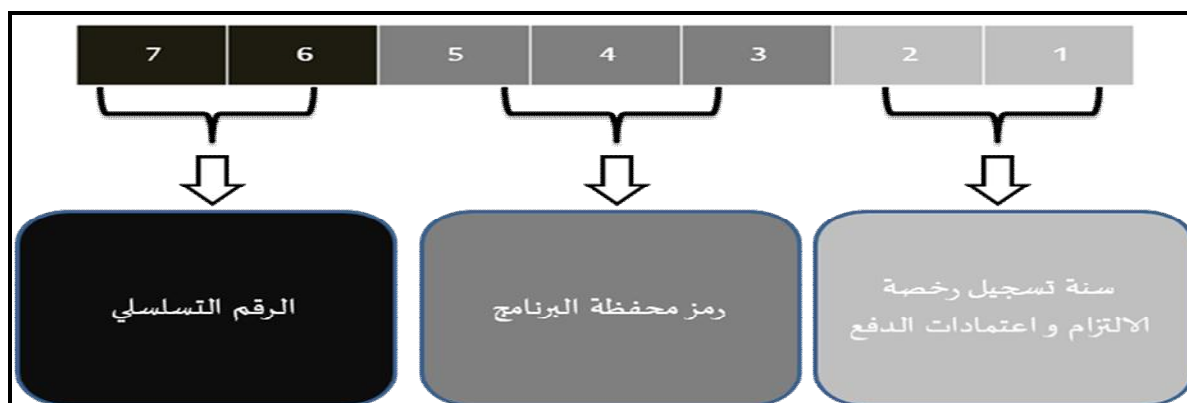 7 6 5 4 3 2 1
سنة تسجيل رخصة
الالتزام و اعتمادات الدفع
رمز محفظة البرنامج
الرقم التسلسلي